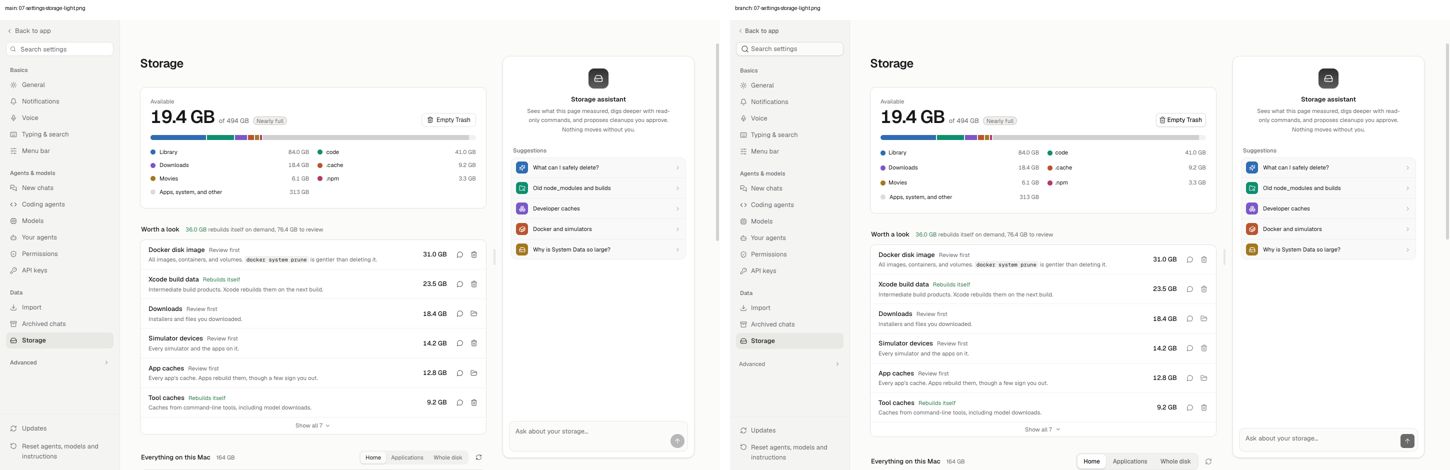 main: 07-settings-storage-light.png
Back to app
Search settings
Basics
General
Notifications
Voice
Typing & search
Menu bar
Agents & models
New chats
Coding agents
Models
Your agents
Permissions
API keys
Data
Import
Archived chats
Storage
Advanced
Updates
Reset agents, models and
instructions
Storage
Available
19.4 GB of 494 GB Nearly full Empty Trash
Library 84.0 GB code 41.0 GB
Downloads 18.4 GB .cache 9.2 GB
Movies 6.1 GB .npm 3.3 GB
Apps, system, and other 313 GB
Worth a look 36.0 GB rebuilds itself on demand, 76.4 GB to review.
Docker disk image Review first 31.0 GB
All images, containers, and volumes. docker system prune is gentler than deleting it.
Xcode build data Rebuilds itself 23.5 GB
Intermediate build products. Xcode rebuilds them on the next build.
Downloads Review first 18.4 GB
Installers and files you downloaded.
Simulator devices Review first 14.2 GB
Every simulator and the apps on it.
App caches Review first 12.8 GB
Every app's cache. Apps rebuild them, though a few sign you out.
Tool caches Rebuilds itself 9.2 GB
Caches from command-line tools, including model downloads.
Show all 7
Everything on this Mac 164 GB Home Applications Whole disk
Storage assistant
Sees what this page measured, digs deeper with read-
only commands, and proposes cleanups you approve.
Nothing moves without you.
Suggestions
What can I safely delete?
Old node_modules and builds
Developer caches
Docker and simulators
Why is System Data so large?
Ask about your storage...
branch: 07-settings-storage-light.png
Back to app
Search settings
Basics
General
Notifications
Voice
Typing & search
Menu bar
Agents & models
New chats
Coding agents
Models
Your agents
Permissions
API keys
Data
Import
Archived chats
Storage
Advanced
Updates
Reset agents, models and
instructions
Storage
Available
19.4 GB of 494 GB Nearly full Empty Trash
Library 84.0 GB code 41.0 GB
Downloads 18.4 GB .cache 9.2 GB
Movies 6.1 GB .npm 3.3 GB
Apps, system, and other 313 GB
Worth a look 36.0 GB rebuilds itself on demand, 76.4 GB to review.
Docker disk image Review first 31.0 GB
All images, containers, and volumes. docker system prune is gentler than deleting it.
Xcode build data Rebuilds itself 23.5 GB
Intermediate build products. Xcode rebuilds them on the next build.
Downloads Review first 18.4 GB
Installers and files you downloaded.
Simulator devices Review first 14.2 GB
Every simulator and the apps on it.
App caches Review first 12.8 GB
Every app's cache. Apps rebuild them, though a few sign you out.
Tool caches Rebuilds itself 9.2 GB
Caches from command-line tools, including model downloads.
Show all 7
Everything on this Mac 164 GB Home Applications Whole disk
Storage assistant
Sees what this page measured, digs deeper with read-
only commands, and proposes cleanups you approve.
Nothing moves without you.
Suggestions
What can I safely delete?
Old node_modules and builds
Developer caches
Docker and simulators
Why is System Data so large?
Ask about your storage...